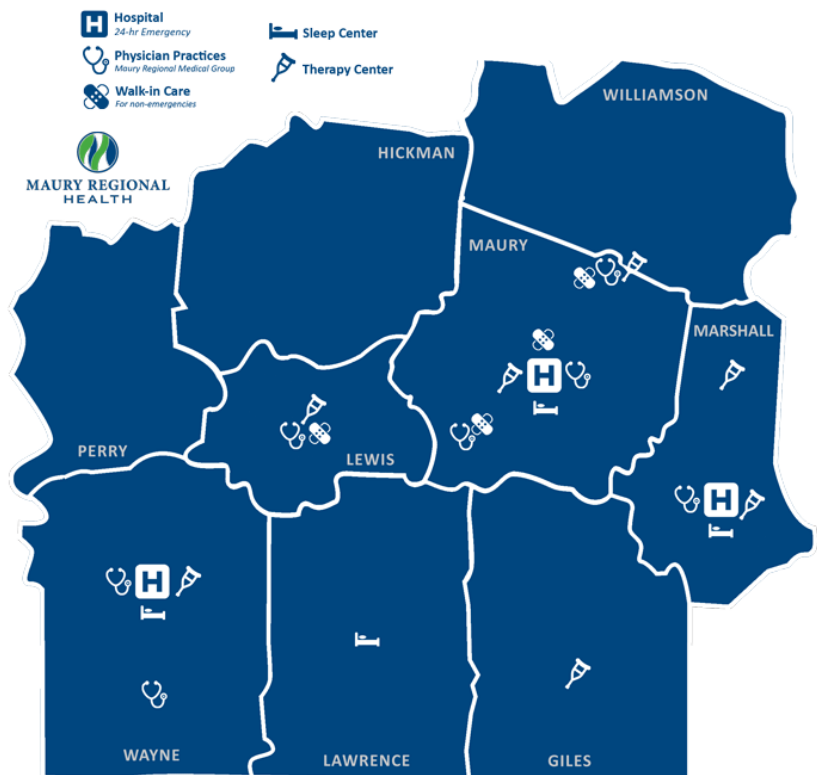 H Hospital
24-hr Emergency
Physician Practices
Maury Regional Medical Group
Walk-in Care
For non-emergencies
Sleep Center
Therapy Center
MAURY REGIONAL
HEALTH
WILLIAMSON
HICKMAN
MAURY
MARSHALL
H
PERRY
LEWIS
H
H
WAYNE
LAWRENCE
GILES